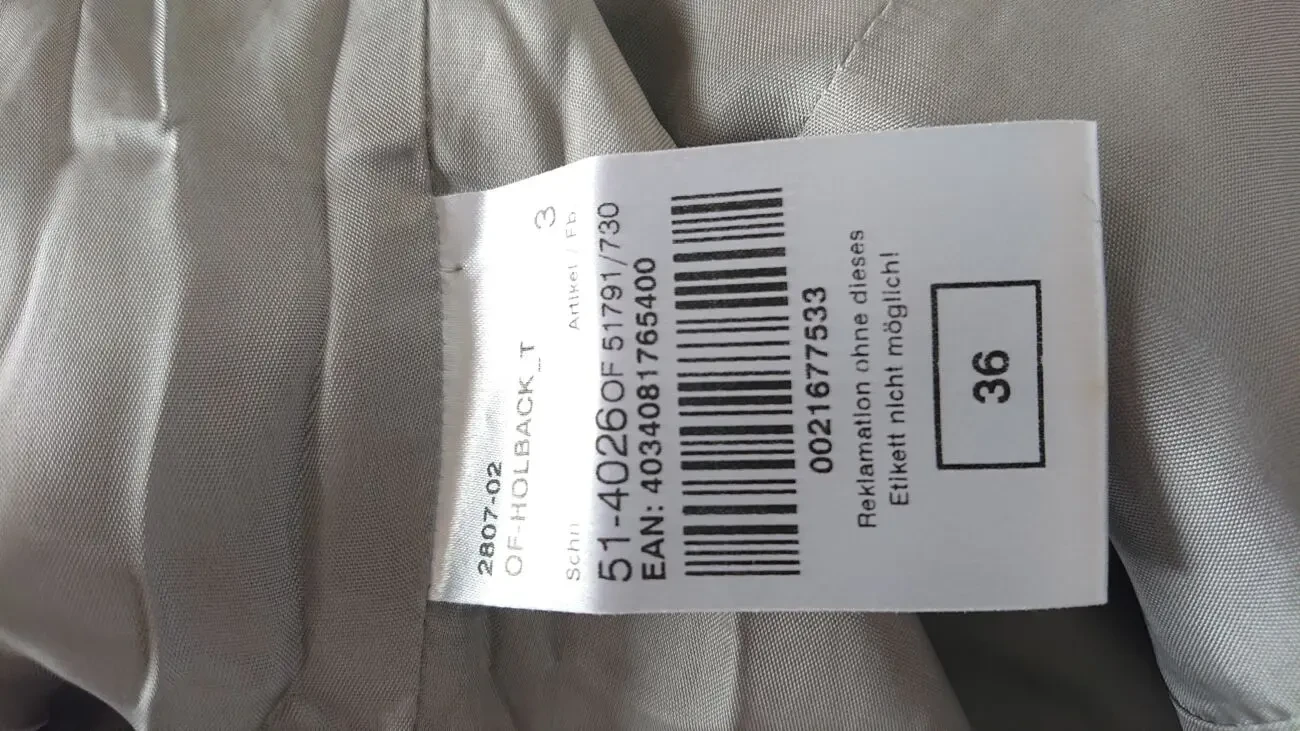 2807-02
OF-HOLBACK_T 3
Schn Artikel / Fb
51-4026 OF 51791/730
EAN: 4034081765400
0021677533
Reklamation ohne dieses
Etikett nicht möglich!
36